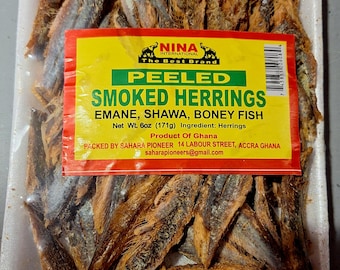 NINA
INTERNATIONAL
The Best Brand
PEELED
SMOKED HERRINGS
EMANE, SHAWA, BONEY FISH
Net. Wt. 6oz (171g) Ingredient: Herrings
Product Of Ghana
PACKED BY SAHARA PIONEER 14 LABOUR STREET, ACCRA GHANA
saharapioneers@gmail.com